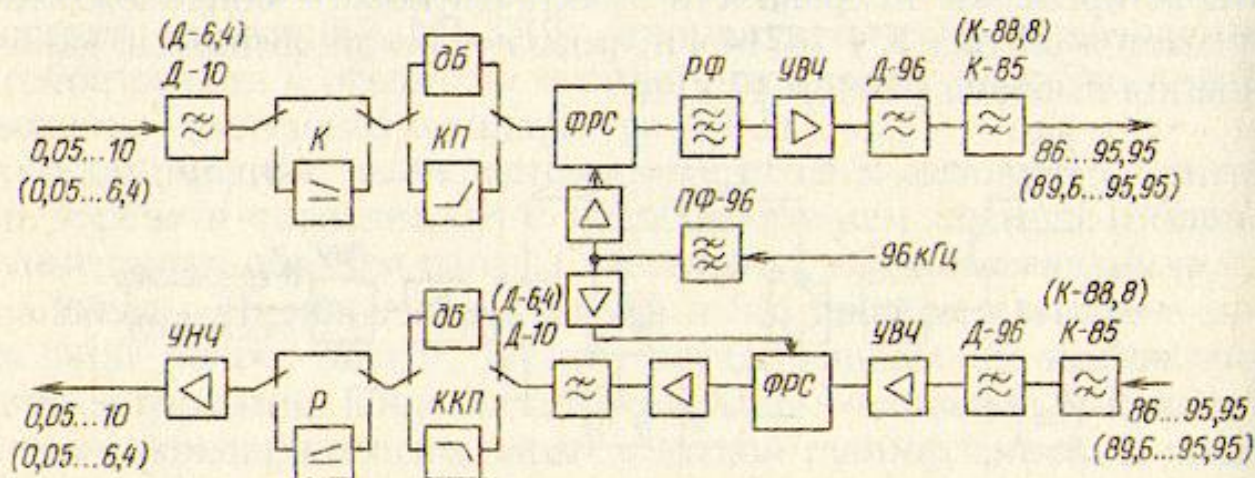 (Д-6,4)
Д-10
0,05...10
(0,05...6,4)
К
дБ
КП
ФРС
РФ
УВЧ
Д-96
(К-88,8)
К-85
86...95,95
(89,6...95,95)
ПФ-96
96 кГц
УНЧ
0,05...10
(0,05...6,4)
Р
дБ
ККП
(Д-6,4)
Д-10
ФРС
УВЧ
Д-96
(К-88,8)
К-85
86...95,95
(89,6...95,95)